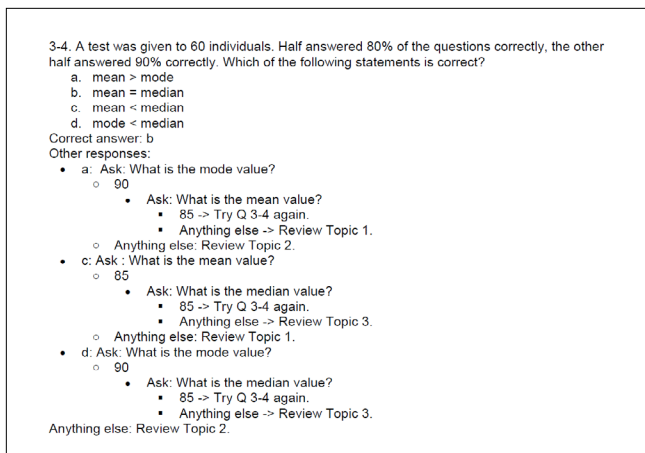 3-4. A test was given to 60 individuals. Half answered 80% of the questions correctly, the other
half answered 90% correctly. Which of the following statements is correct?
a. mean > mode
b. mean = median
c. mean < median
d. mode < median
Correct answer: b
Other responses:
• a: Ask: What is the mode value?
○ 90
• Ask: What is the mean value?
▪ 85 -> Try Q 3-4 again.
▪ Anything else -> Review Topic 1.
○ Anything else: Review Topic 2.
• c: Ask : What is the mean value?
○ 85
• Ask: What is the median value?
▪ 85 -> Try Q 3-4 again.
▪ Anything else -> Review Topic 3.
○ Anything else: Review Topic 1.
• d: Ask: What is the mode value?
○ 90
• Ask: What is the median value?
▪ 85 -> Try Q 3-4 again.
▪ Anything else -> Review Topic 3.
Anything else: Review Topic 2.